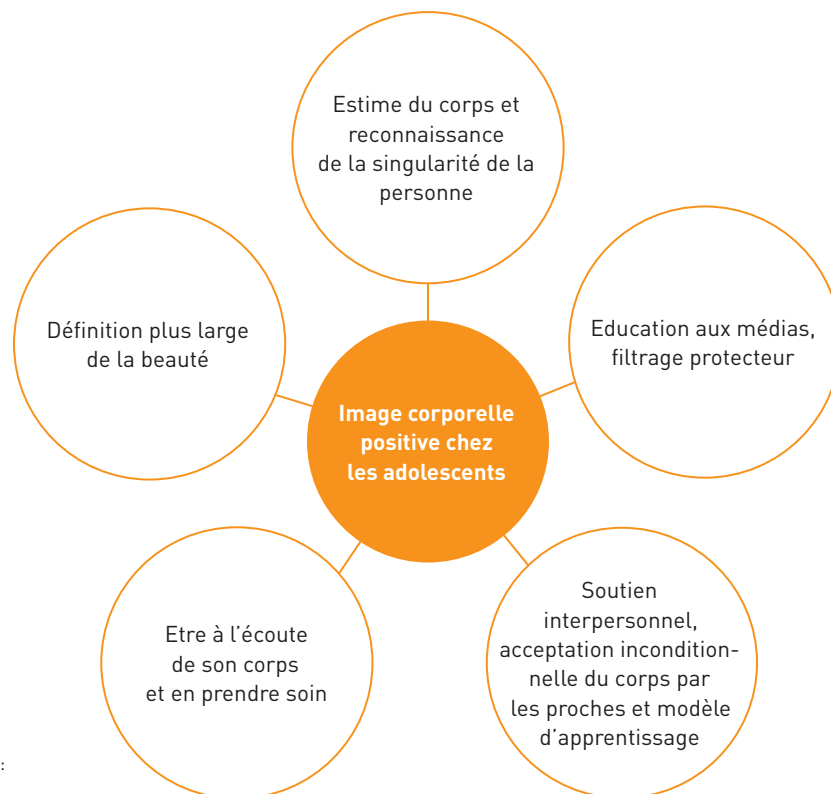 Estime du corps et
reconnaissance
de la singularité de la
personne
Définition plus large
de la beauté
Education aux médias,
filtrage protecteur
Image corporelle
positive chez
les adolescents
Etre à l'écoute
de son corps
et en prendre soin
Soutien
interpersonnel,
acceptation incondition-
nelle du corps par
les proches et modèle
d'apprentissage
: